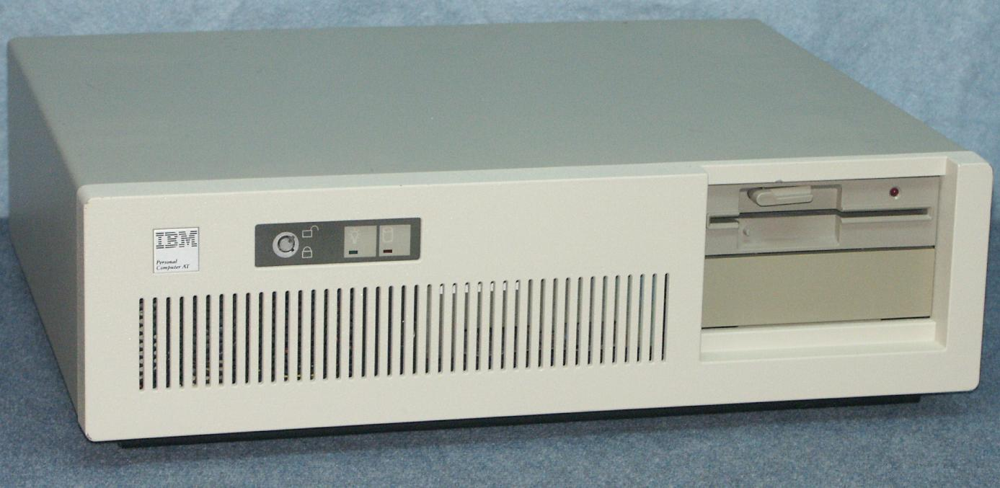 IBM
Personal
Computer AT